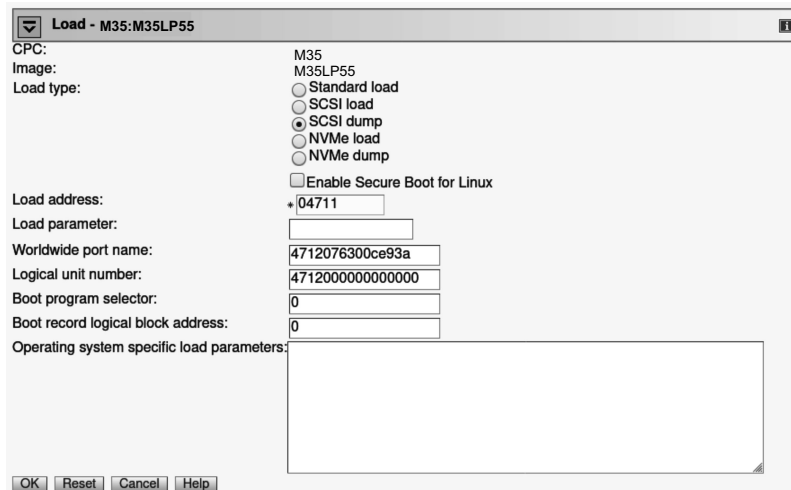 Load - M35:M35LP55
CPC: M35
Image: M35LP55
Load type: Standard load
SCSI load
SCSI dump
NVMe load
NVMe dump
Enable Secure Boot for Linux
Load address: * 04711
Load parameter:
Worldwide port name: 4712076300ce93a
Logical unit number: 4712000000000000
Boot program selector: 0
Boot record logical block address: 0
Operating system specific load parameters:
OK Reset Cancel Help